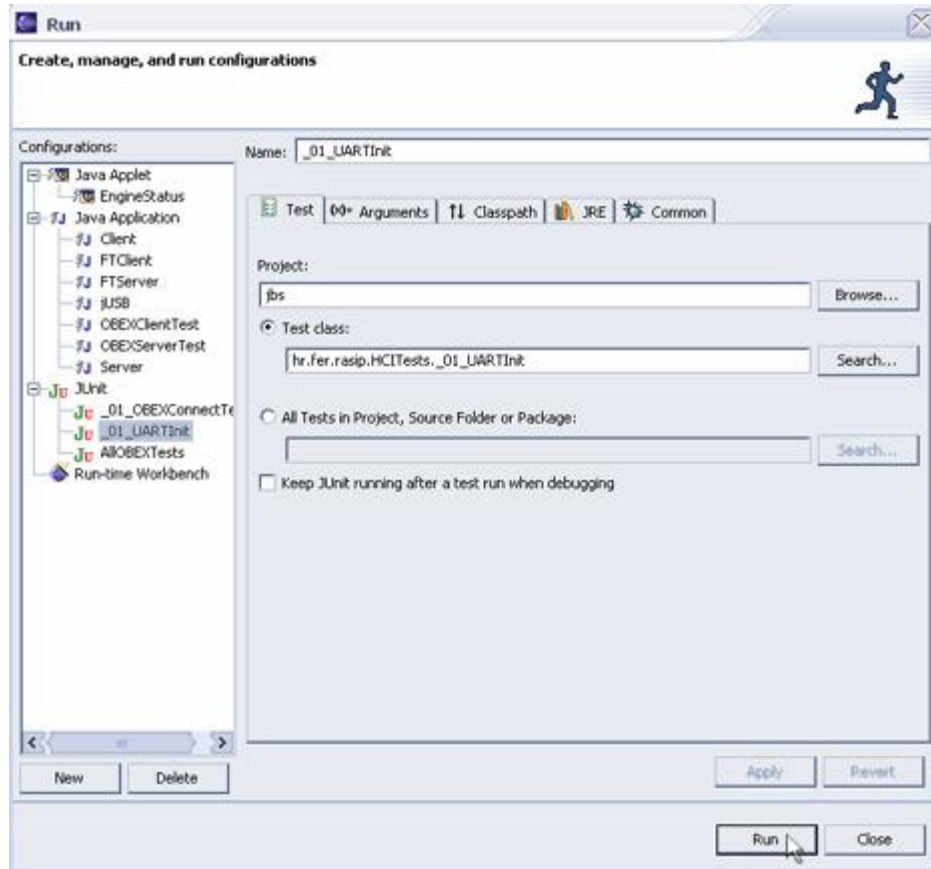 Run
Create, manage, and run configurations
Configurations:
Name: _01_UARTInit
Java Applet
EngineStatus
Java Application
Client
FTClient
FTServer
jUSB
OBEXClientTest
OBEXServerTest
Server
JUnit
_01_OBEXConnectTe
_01_UARTInit
AllOBEXTests
Run-time Workbench
Test Arguments Classpath JRE Common
Project:
jbs Browse...
Test class:
hr.fer.rasip.HCITests._01_UARTInit Search...
All Tests in Project, Source Folder or Package:
Search...
Keep JUnit running after a test run when debugging
New Delete Apply Revert
Run Close